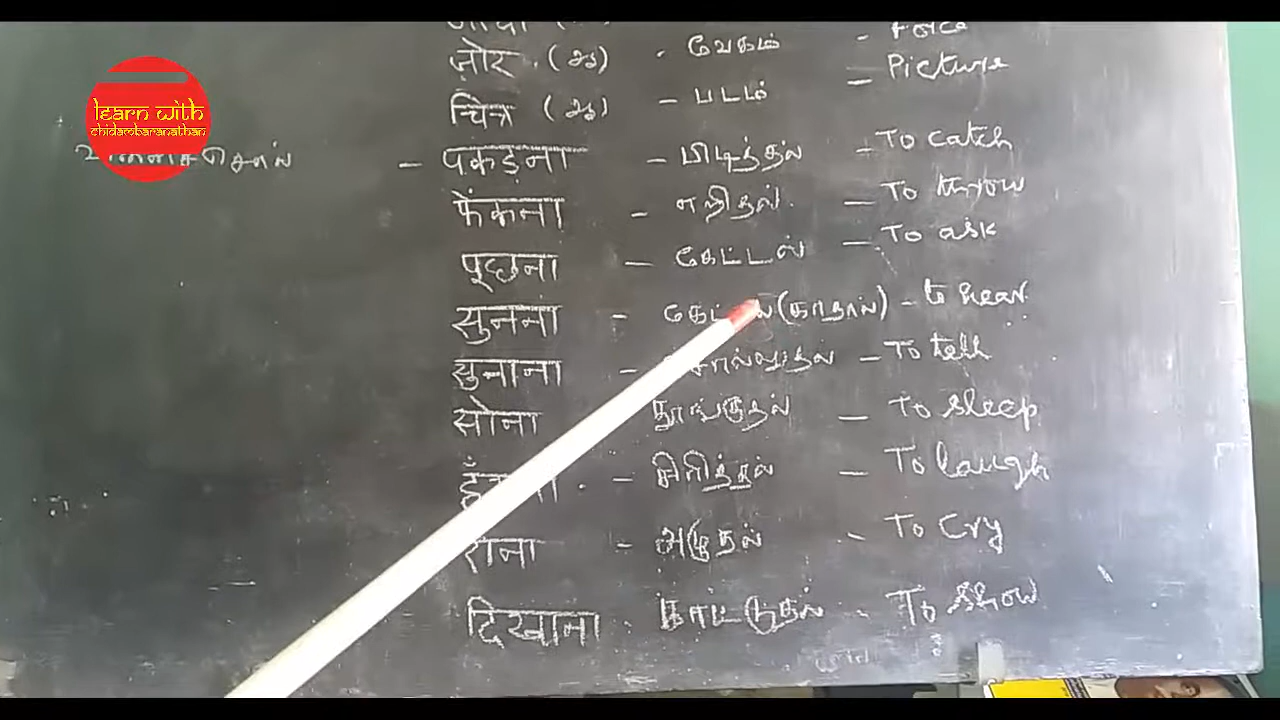 learn with
chidambaranathan
ज़ोर (ஆ) - வேகம் - Force
चित्र (ஆ) - படம் - Picture
- पकड़ना - பிடித்தல் - To catch
फेंकना - எறிதல் - To throw
पूछना - கேட்டல் - To ask
सुनना - (காதால்) - to hear
सुनाना - - To tell
सोना தூங்குதல் - To sleep
- சிரித்தல் - To laugh
रोना - அழுதல் - To Cry
दिखाना - காட்டுதல் - To show